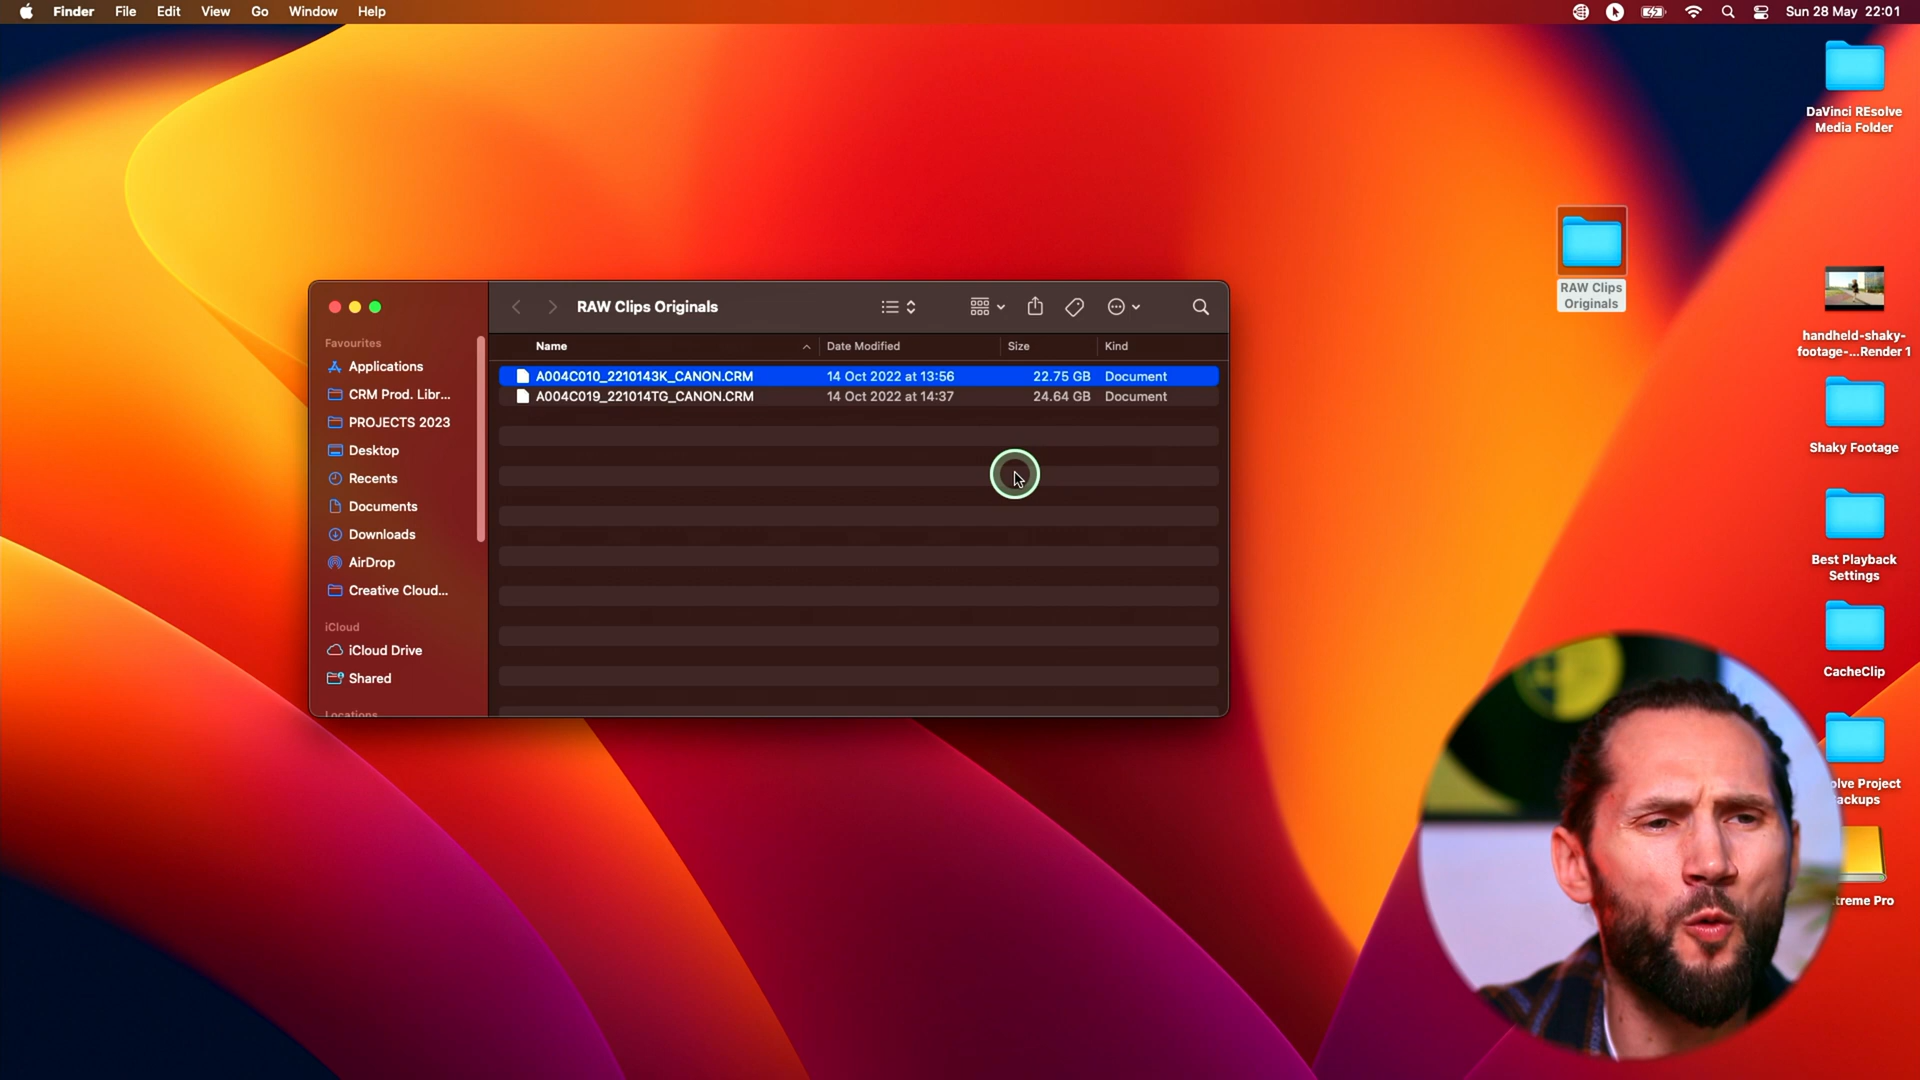 Finder File Edit View Go Window Help
Sun 28 May 22:01
DaVinci REsolve
Media Folder
RAW Clips
Originals
handheld-shaky-
footage-...Render 1
Shaky Footage
Best Playback
Settings
CacheClip
olve Project
ackups
treme Pro
RAW Clips Originals
Favourites
Applications
CRM Prod. Libr...
PROJECTS 2023
Desktop
Recents
Documents
Downloads
AirDrop
Creative Cloud...
iCloud
iCloud Drive
Shared
Locations
Name Date Modified Size Kind
A004C010_2210143K_CANON.CRM 14 Oct 2022 at 13:56 22.75 GB Document
A004C019_221014TG_CANON.CRM 14 Oct 2022 at 14:37 24.64 GB Document